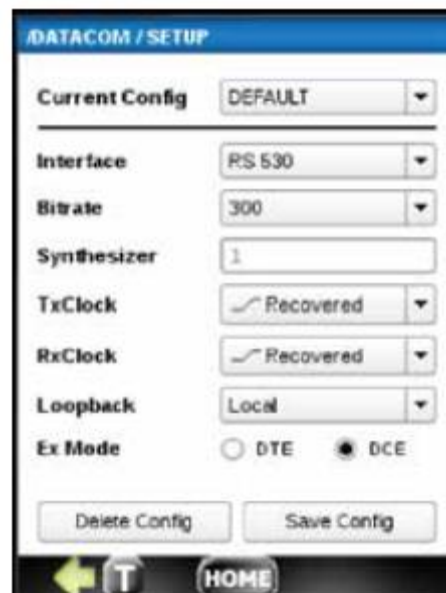 /DATACOM / SETUP
Current Config DEFAULT
Interface RS 530
Bitrate 300
Synthesizer 1
TxClock Recovered
RxClock Recovered
Loopback Local
Ex Mode DTE DCE
Delete Config Save Config
T HOME